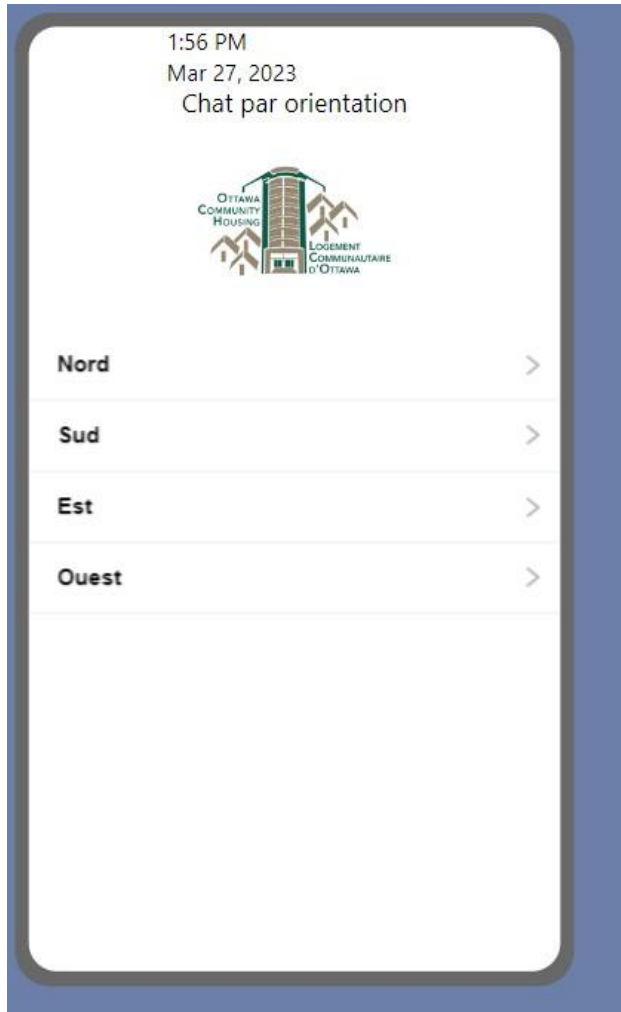 1:56 PM
Mar 27, 2023
Chat par orientation
OTTAWA
COMMUNITY
HOUSING
LOGEMENT
COMMUNAUTAIRE
D'OTTAWA
Nord
Sud
Est
Ouest